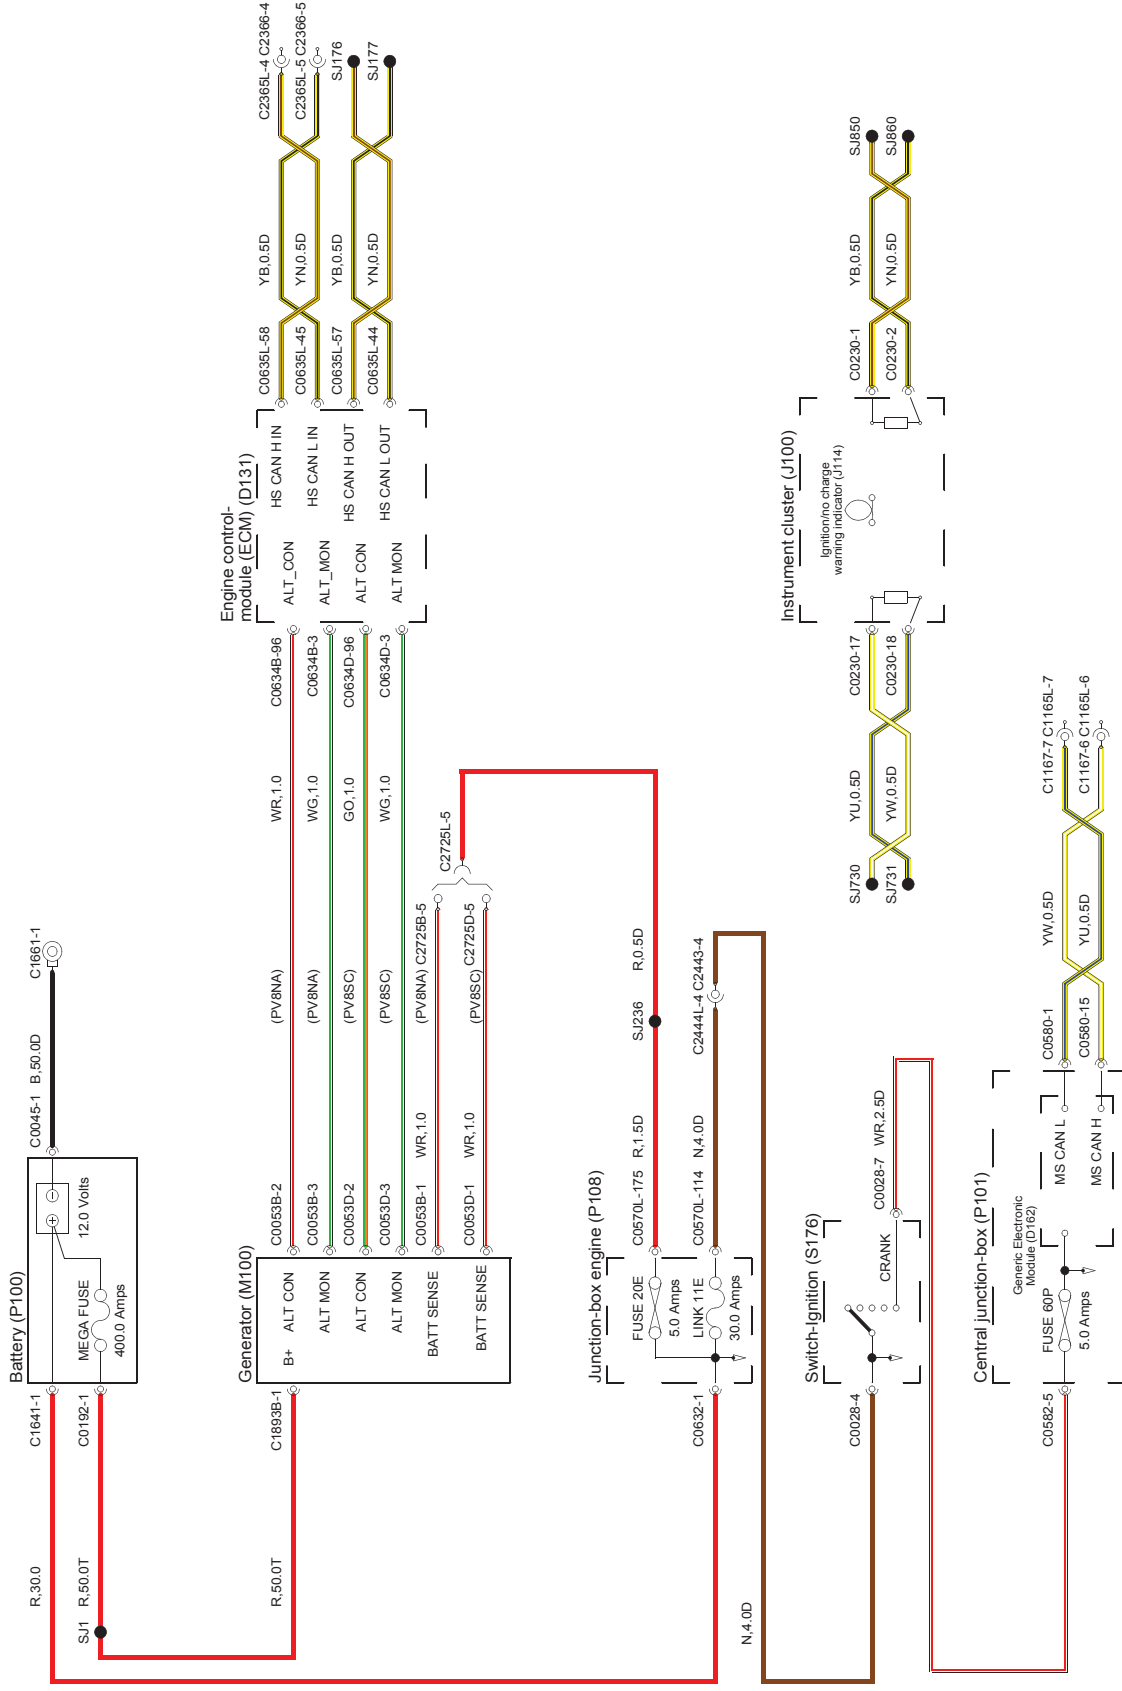 Battery (P100)
C1641-1
C0192-1
R,30.0
R,50.0T
SJ1
MEGA FUSE
400.0 Amps
12.0 Volts
C0045-1
B,50.0D
C1661-1
Generator (M100)
C1893B-1
R,50.0T
B+
ALT CON
ALT MON
ALT CON
ALT MON
BATT SENSE
BATT SENSE
C0053B-2
C0053B-3
C0053D-2
C0053D-3
C0053B-1
C0053D-1
WR,1.0
WR,1.0
(PV8NA)
(PV8NA)
(PV8SC)
(PV8SC)
(PV8NA)
(PV8SC)
C2725B-5
C2725D-5
C2725L-5
WR,1.0
WG,1.0
GO,1.0
WG,1.0
C0634B-96
C0634B-3
C0634D-96
C0634D-3
Engine control-
module (ECM) (D131)
ALT_CON
ALT_MON
ALT CON
ALT MON
HS CAN H IN
HS CAN L IN
HS CAN H OUT
HS CAN L OUT
C0635L-58
C0635L-45
C0635L-57
C0635L-44
YB,0.5D
YN,0.5D
YB,0.5D
YN,0.5D
C2365L-4
C2366-4
C2365L-5
C2366-5
SJ176
SJ177
Junction-box engine (P108)
C0632-1
FUSE 20E
5.0 Amps
LINK 11E
30.0 Amps
C0570L-175
C0570L-114
R,1.5D
N,4.0D
SJ236
C2444L-4
C2443-4
R,0.5D
N,4.0D
Switch-Ignition (S176)
C0028-4
CRANK
C0028-7
WR,2.5D
Instrument cluster (J100)
Ignition/no charge
warning indicator (J114)
C0230-17
C0230-18
YU,0.5D
YW,0.5D
SJ730
SJ731
C0230-1
C0230-2
YB,0.5D
YN,0.5D
SJ850
SJ860
Central junction-box (P101)
C0582-5
FUSE 60P
5.0 Amps
Generic Electronic
Module (D162)
MS CAN L
MS CAN H
C0580-1
C0580-15
YW,0.5D
YU,0.5D
C1167-7
C1165L-7
C1167-6
C1165L-6